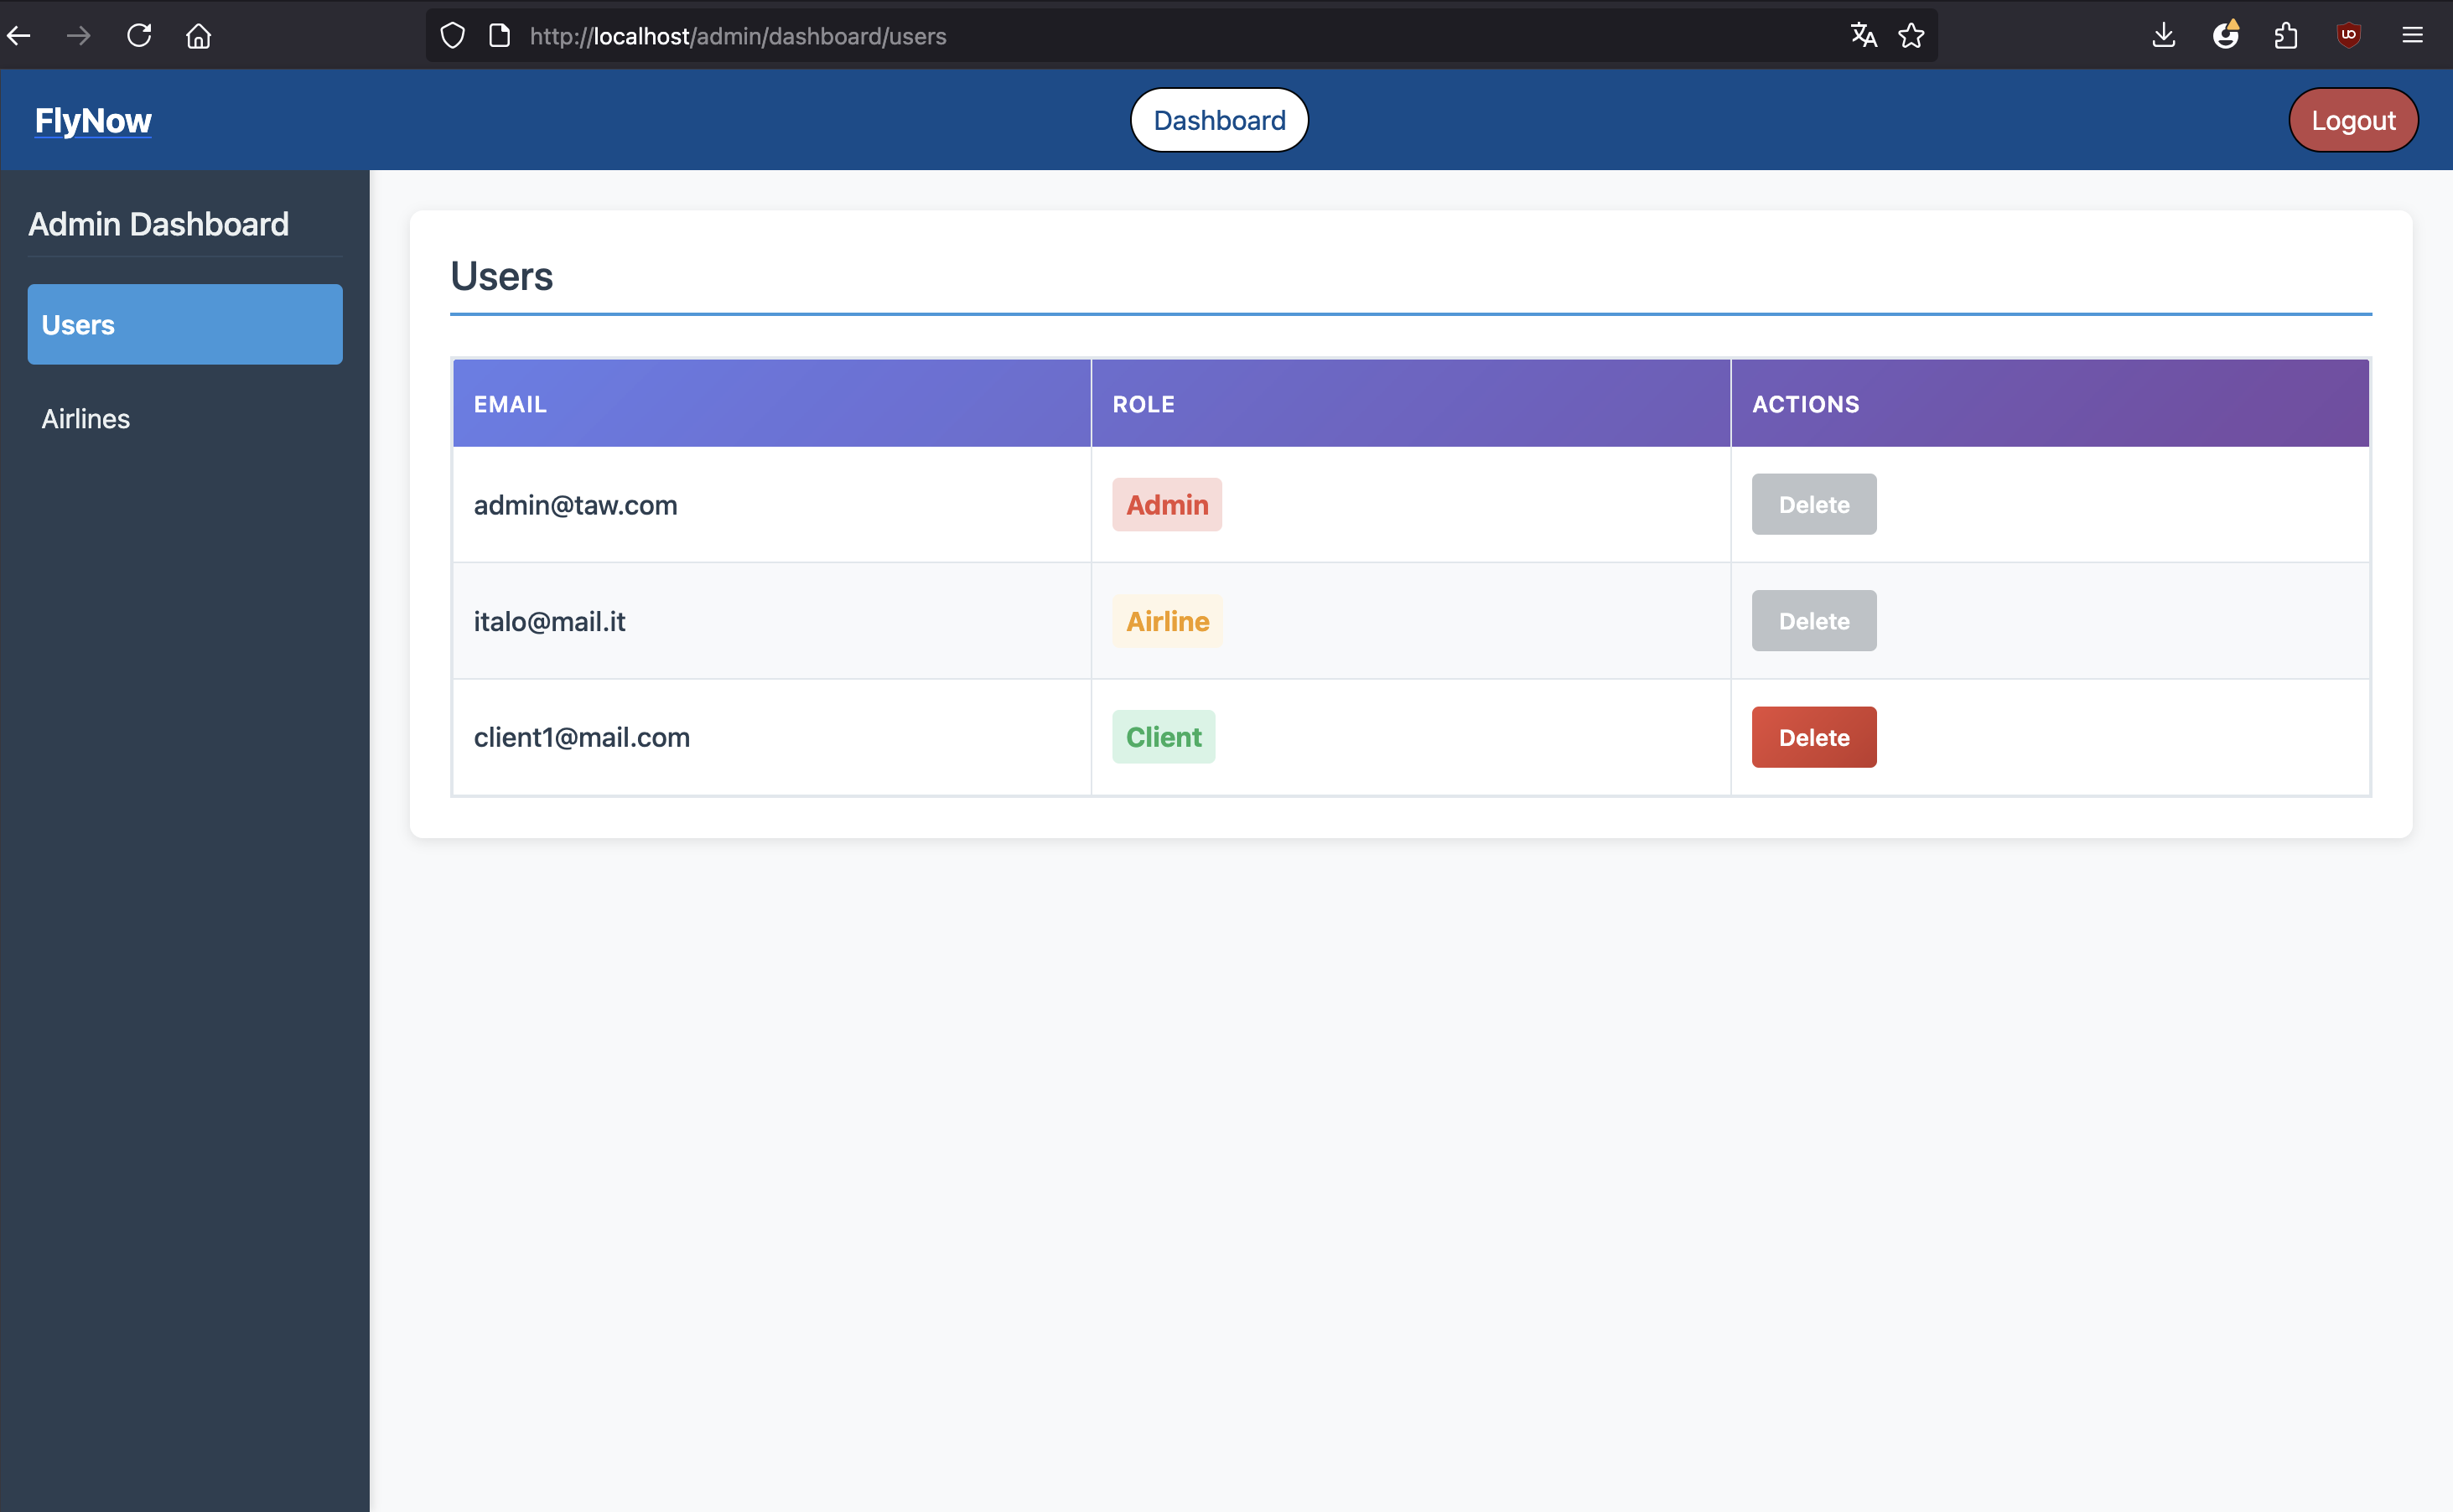 http://localhost/admin/dashboard/users
FlyNow
Dashboard
Logout
Admin Dashboard
Users
Airlines
Users
EMAIL ROLE ACTIONS
admin@taw.com Admin Delete
italo@mail.it Airline Delete
client1@mail.com Client Delete